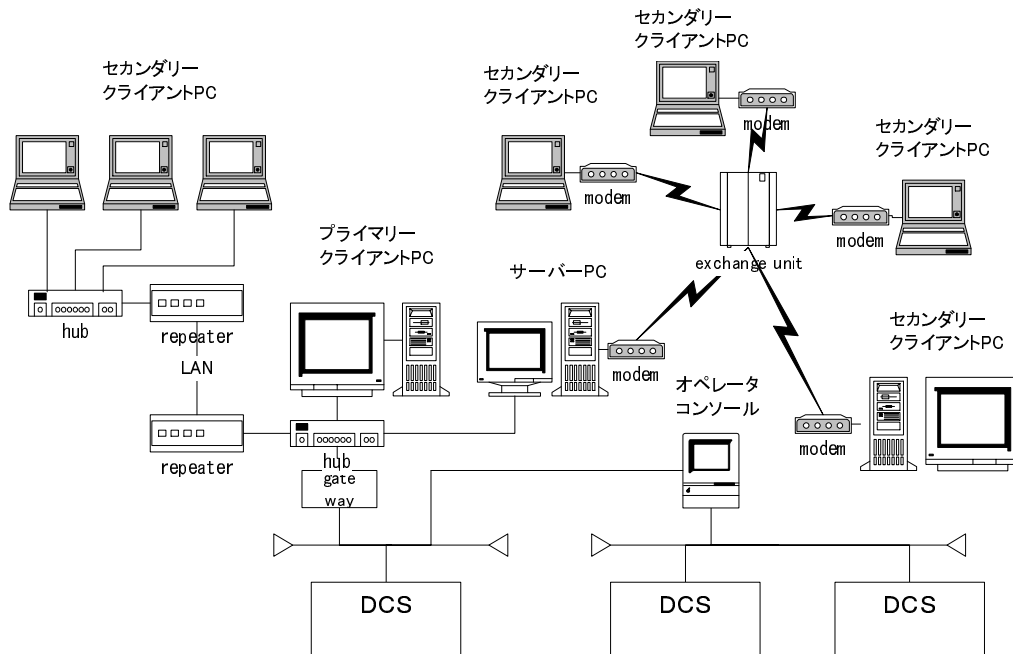 セカンダリー
クライアントPC
セカンダリー
クライアントPC
セカンダリー
クライアントPC
modem
セカンダリー
クライアントPC
modem
modem
プライマリー
クライアントPC
サーバーPC
exchange unit
hub
repeater
LAN
modem
セカンダリー
クライアントPC
オペレータ
コンソール
modem
repeater
hub
gate
way
DCS
DCS
DCS